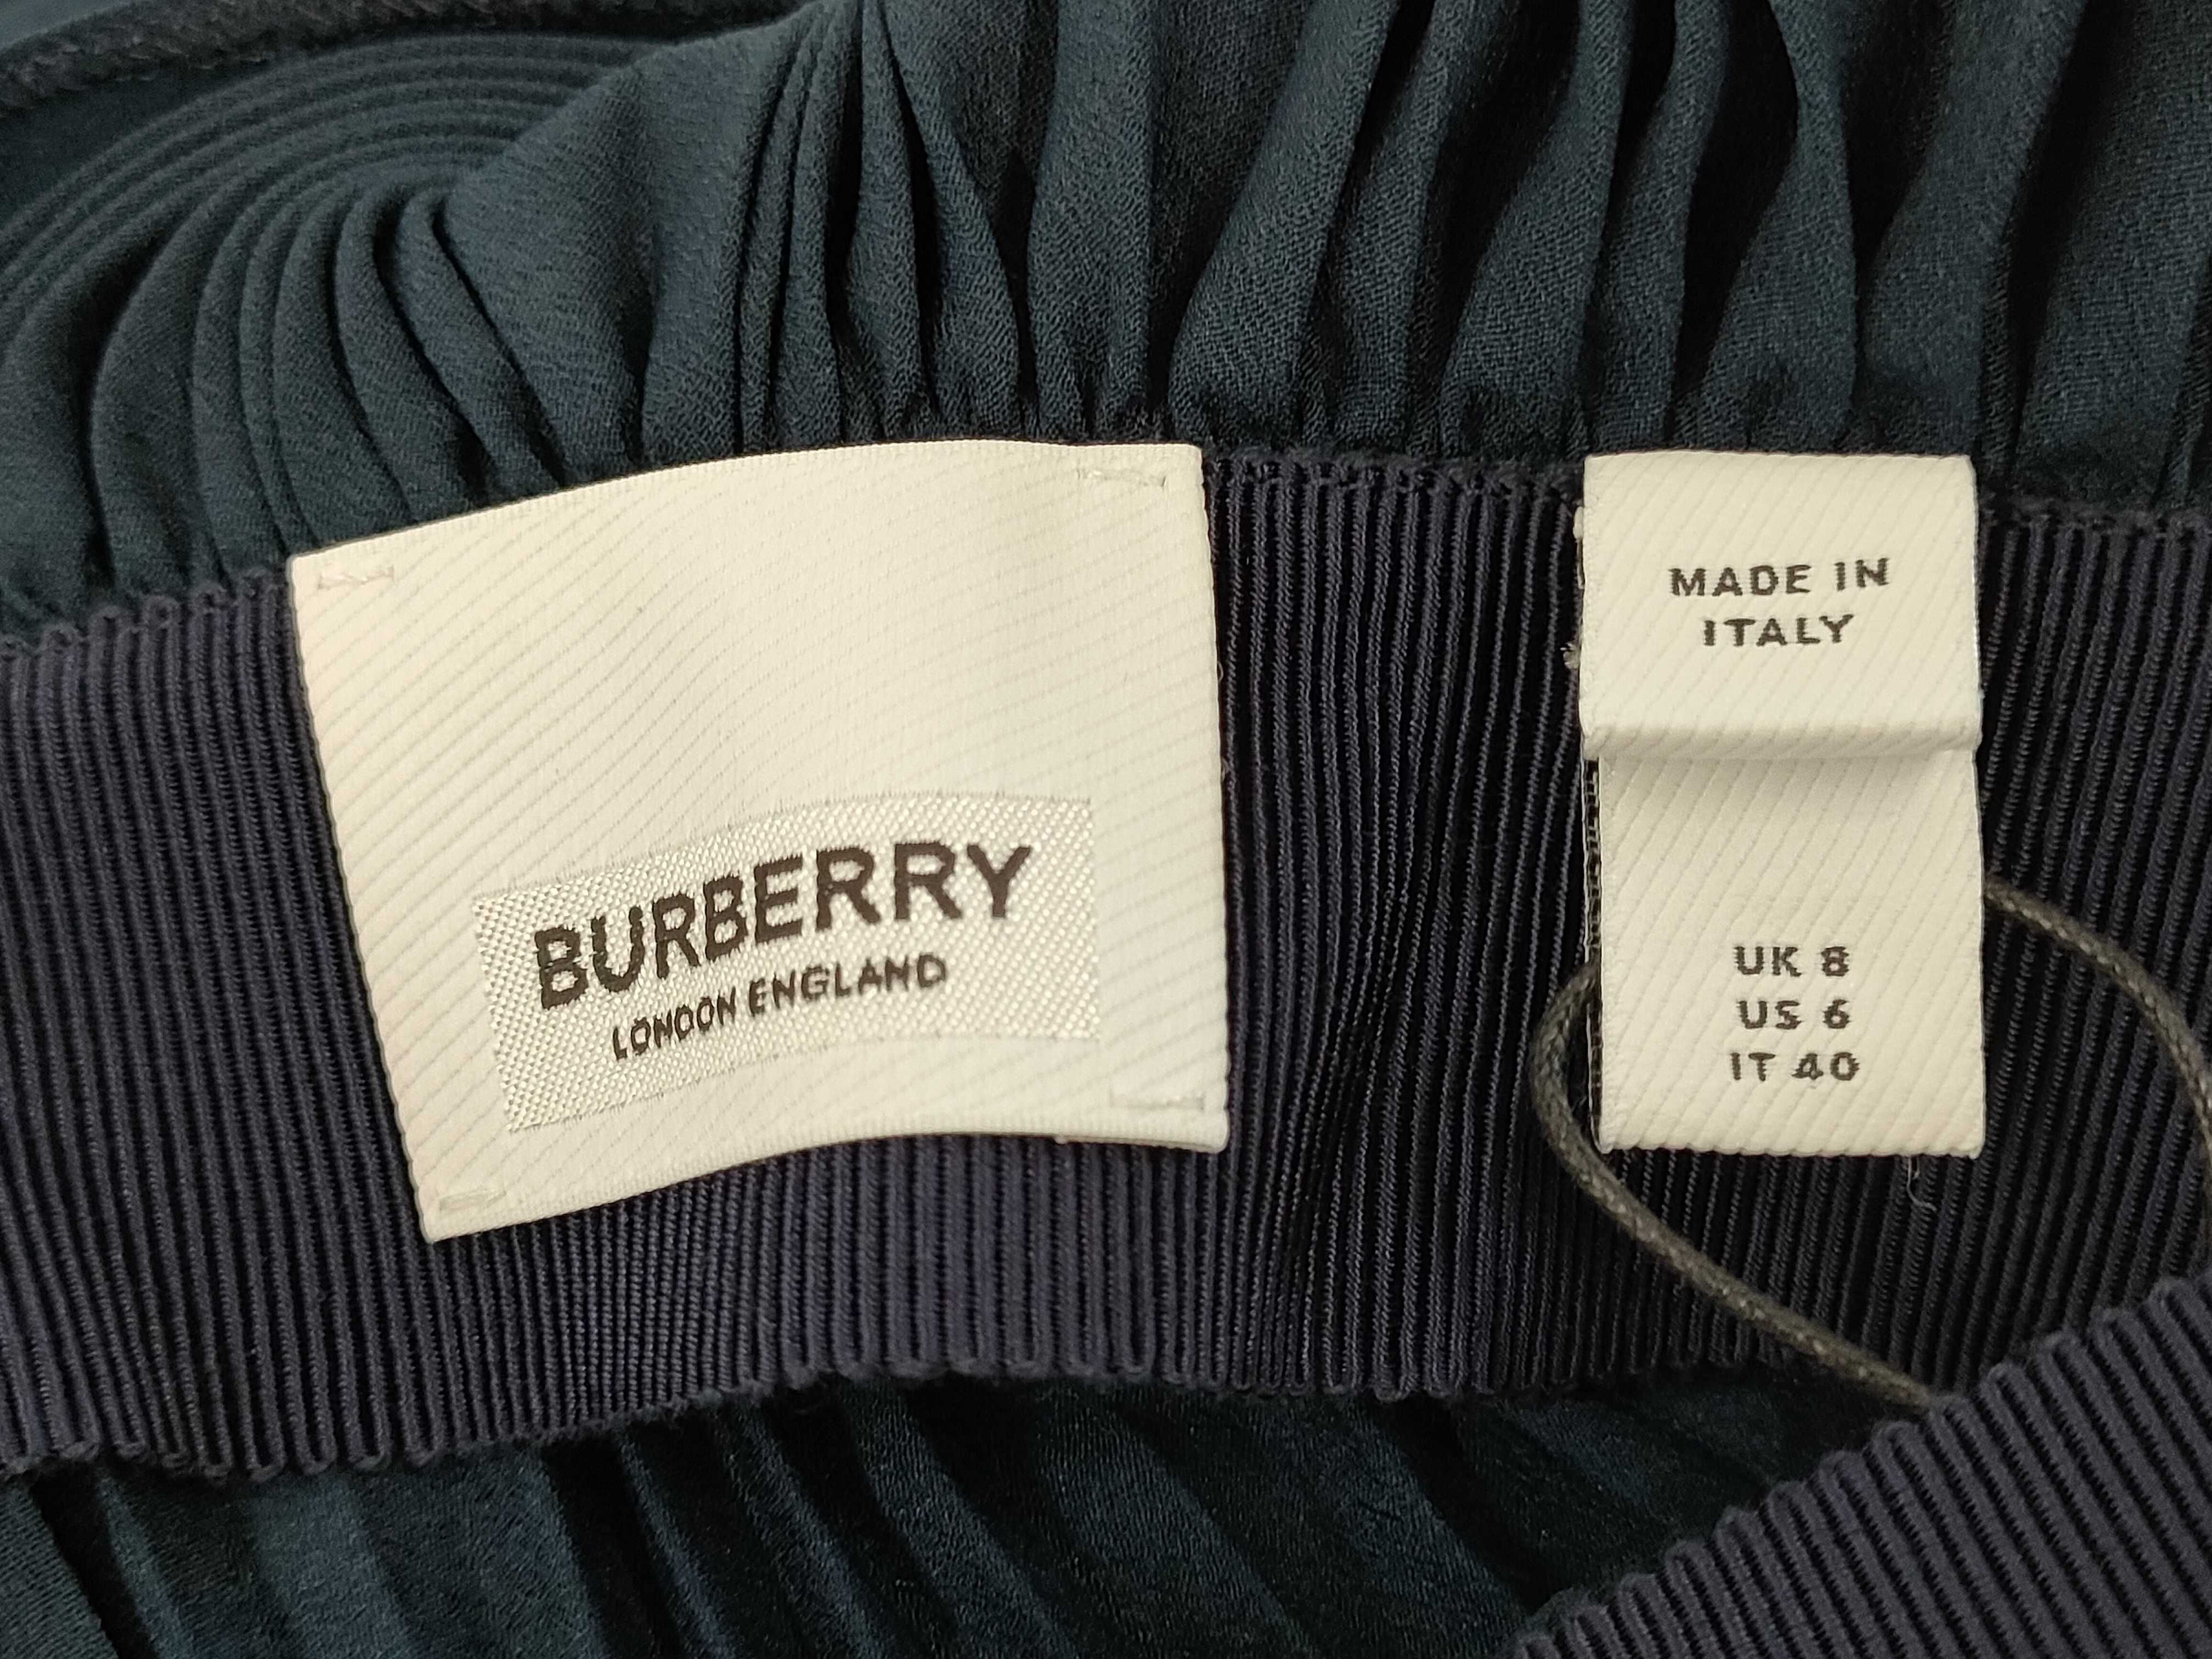 BURBERRY
LONDON ENGLAND
MADE IN
ITALY
UK 8
US 6
IT 40